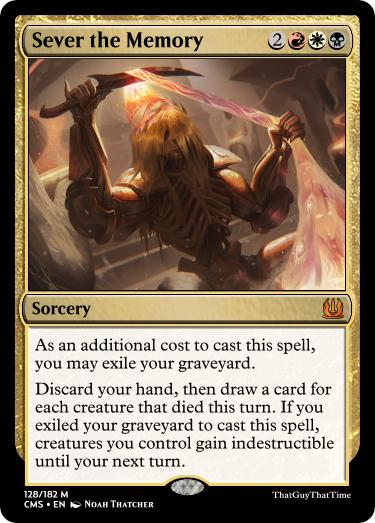 Sever the Memory 2
Sorcery
As an additional cost to cast this spell,
you may exile your graveyard.
Discard your hand, then draw a card for
each creature that died this turn. If you
exiled your graveyard to cast this spell,
creatures you control gain indestructible
until your next turn.
128/182 M
CMS • EN Noah Thatcher
ThatGuyThatTime